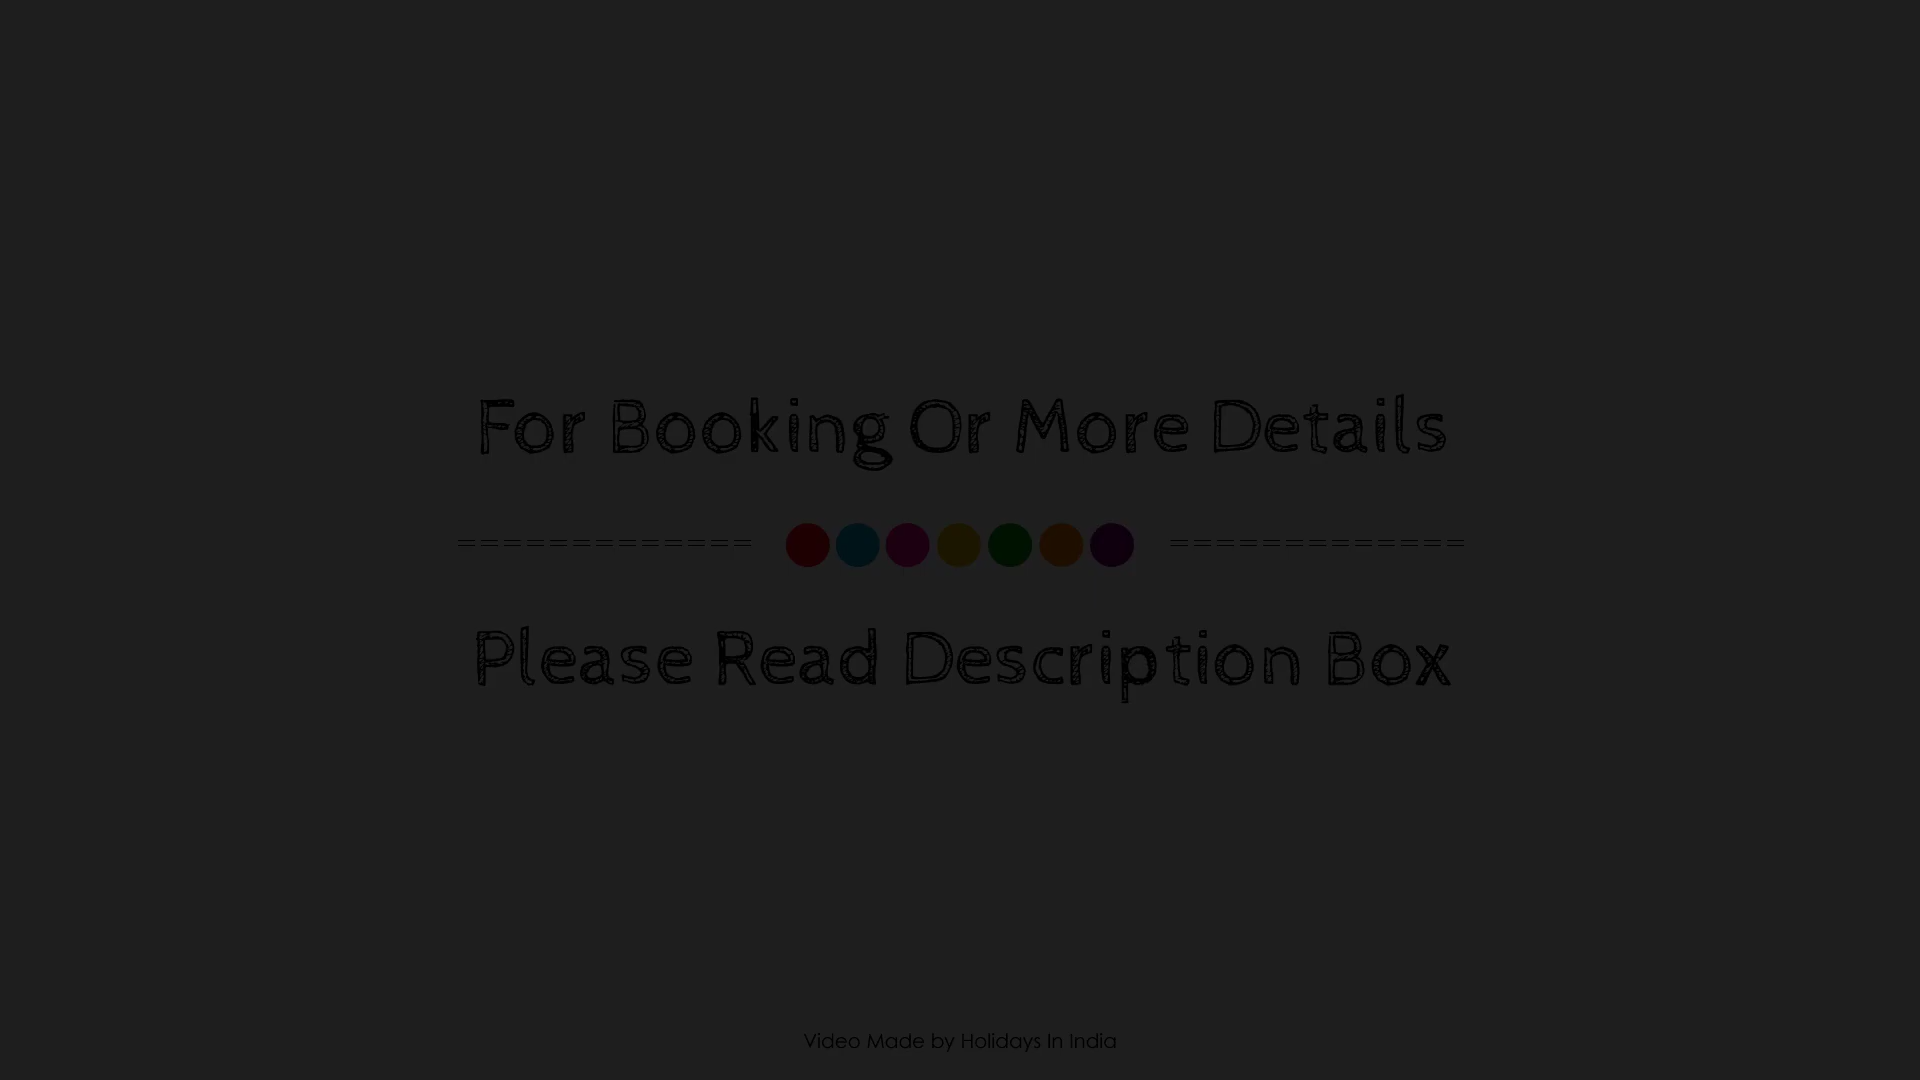 For Booking Or More Details
============= =============
Please Read Description Box
Video Made by Holidays In India